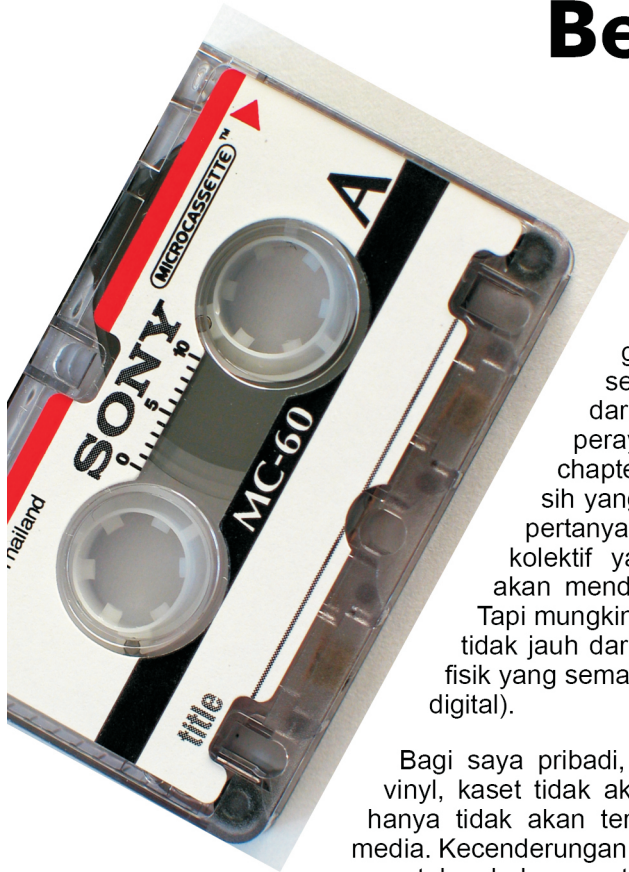 Be
MICROCASSETTE™
A
SONY
0 5 10
MC-60
title
g
se
dar
peray
chapte
sih yang
pertanya
kolektif ya
akan mend
Tapi mungkin
tidak jauh dar
fisik yang sema
digital).
Bagi saya pribadi,
vinyl, kaset tidak ak
hanya tidak akan ter
media. Kecenderungan